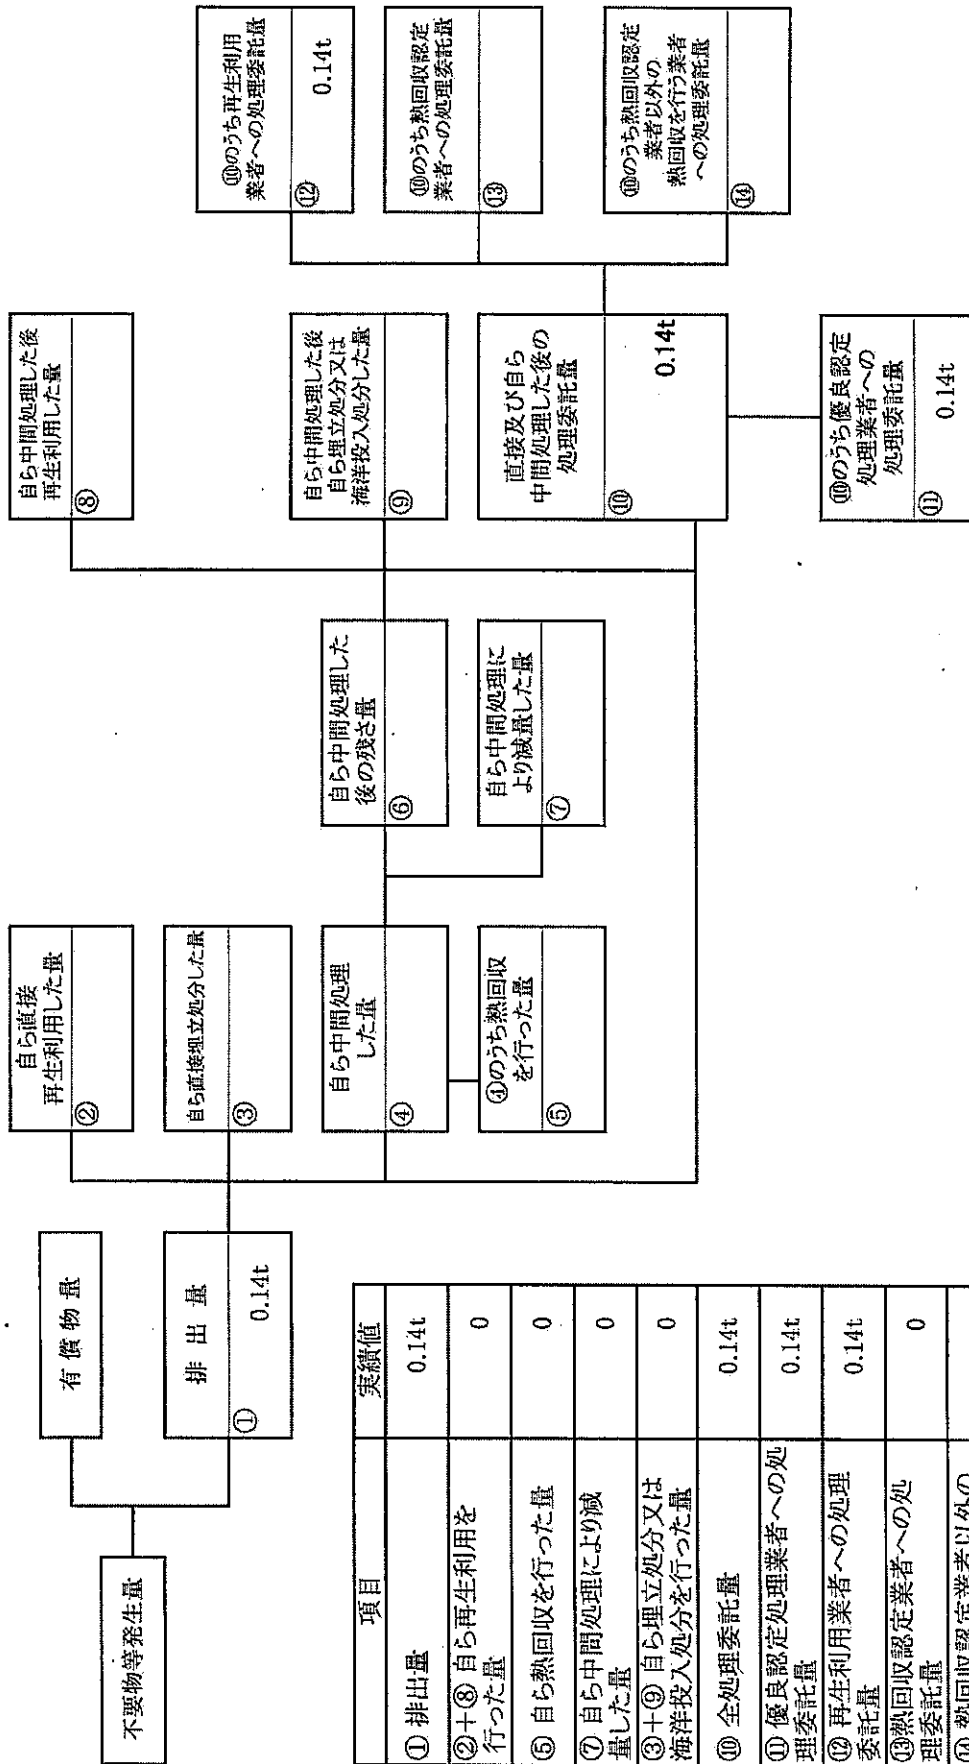 不要物等発生量
有償物量
排出量
①
0.14t
自ら直接
再生利用した量
②
自ら直接埋立処分した量
③
自ら中間処理
した量
④
④のうち熱回収
を行った量
⑤
自ら中間処理した
後の残さ量
⑥
自ら中間処理に
より減量した量
⑦
自ら中間処理した後
再生利用した量
⑧
自ら中間処理した後
自ら埋立処分又は
海洋投入処分した量
⑨
直接及び自ら
中間処理した後の
処理委託量
⑩
0.14t
⑩のうち優良認定
処理業者への
処理委託量
⑪
0.14t
⑩のうち再生利用
業者への処理委託量
⑫
0.14t
⑩のうち熱回収認定
業者への処理委託量
⑬
⑩のうち熱回収認定
業者以外の
熱回収を行う業者
への処理委託量
⑭
項目 実績値
① 排出量 0.14t
②+⑧ 自ら再生利用を
行った量 0
⑤ 自ら熱回収を行った量 0
⑦ 自ら中間処理により減
量した量 0
③+⑨ 自ら埋立処分又は
海洋投入処分を行った量 0
⑩ 全処理委託量 0.14t
⑪ 優良認定処理業者への処
理委託量 0.14t
⑫ 再生利用業者への処理
委託量 0.14t
⑬熱回収認定業者への処
理委託量 0
⑭ 熱回収認定業者以外の